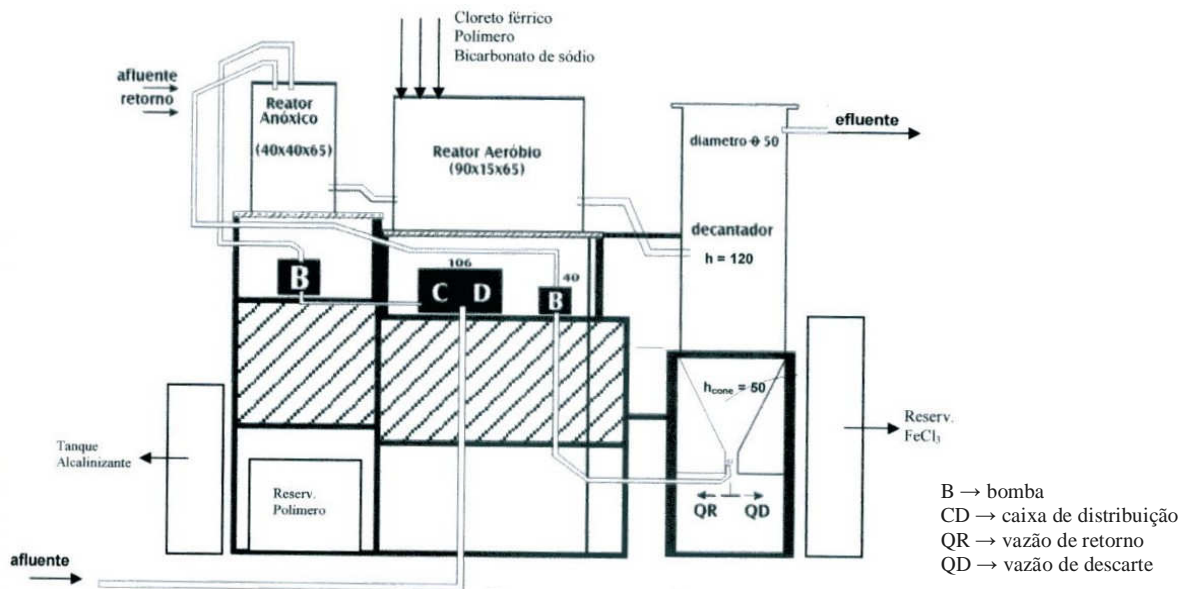 Cloreto férrico
Polímero
Bicarbonato de sódio
afluente
retorno
Reator
Anóxico
(40x40x65)
Reator Aeróbio
(90x15x65)
diametro ϕ 50
efluente
decantador
h = 120
106
40
B
C D
B
h cone = 50
Tanque
Alcalinizante
Reserv.
Polímero
Reserv.
FeCl₃
QR QD
afluente
B → bomba
CD → caixa de distribuição
QR → vazão de retorno
QD → vazão de descarte